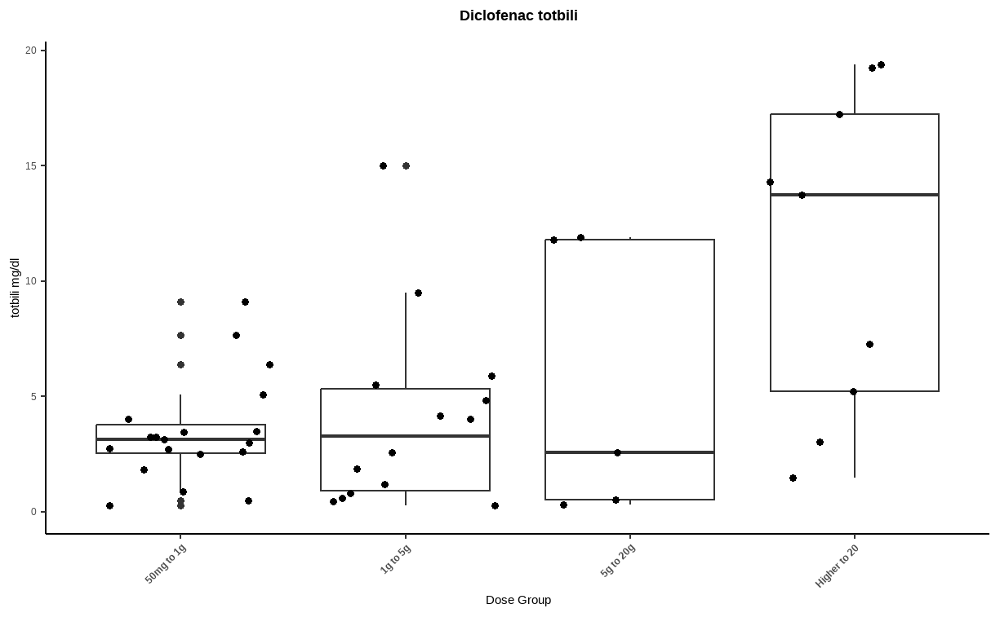 Diclofenac totbili
20
15
10
5
0
totbili mg/dl
50mg to 1g
1g to 5g
5g to 20g
Higher to 20
Dose Group